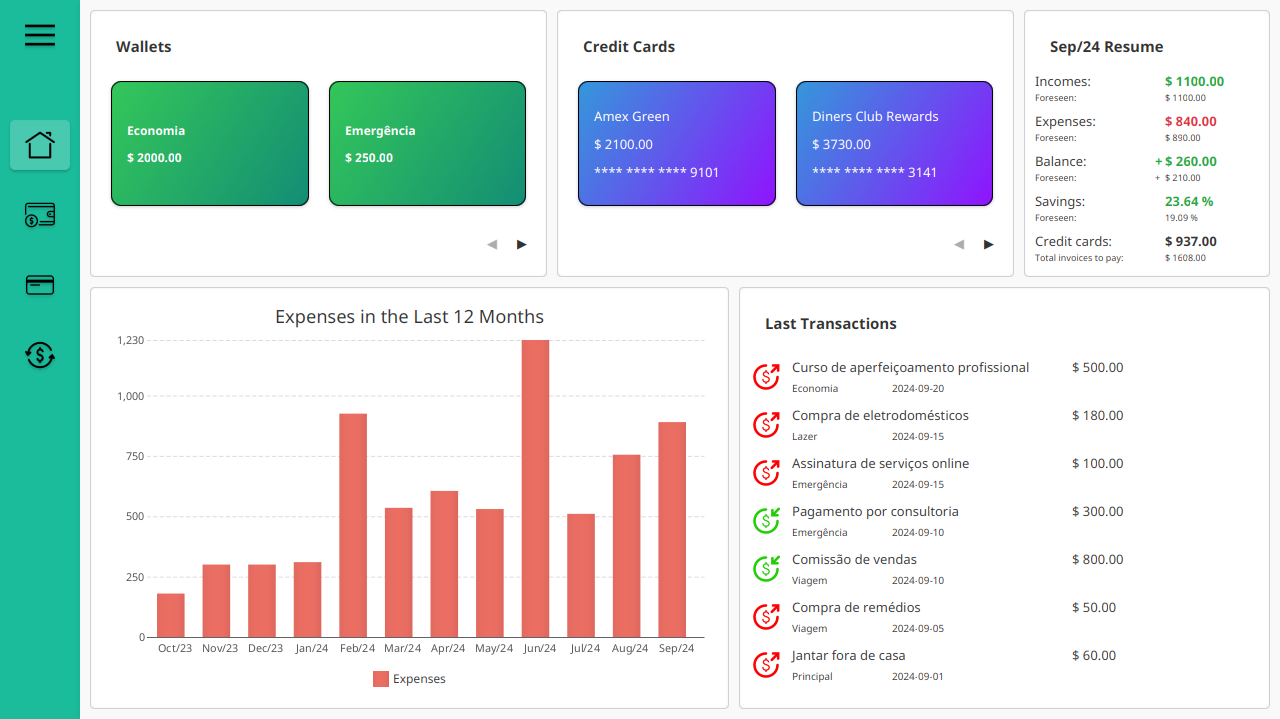 Wallets
Economia
$ 2000.00
Emergência
$ 250.00
◀ ▶
Credit Cards
Amex Green
$ 2100.00
**** **** **** 9101
Diners Club Rewards
$ 3730.00
**** **** **** 3141
◀ ▶
Sep/24 Resume
Incomes: $ 1100.00
Foreseen: $ 1100.00
Expenses: $ 840.00
Foreseen: $ 890.00
Balance: + $ 260.00
Foreseen: + $ 210.00
Savings: 23.64 %
Foreseen: 19.09 %
Credit cards: $ 937.00
Total invoices to pay: $ 1608.00
Expenses in the Last 12 Months
1,230
1,000
750
500
250
0
Oct/23 Nov/23 Dec/23 Jan/24 Feb/24 Mar/24 Apr/24 May/24 Jun/24 Jul/24 Aug/24 Sep/24
Expenses
Last Transactions
Curso de aperfeiçoamento profissional $ 500.00
Economia 2024-09-20
Compra de eletrodomésticos $ 180.00
Lazer 2024-09-15
Assinatura de serviços online $ 100.00
Emergência 2024-09-15
Pagamento por consultoria $ 300.00
Emergência 2024-09-10
Comissão de vendas $ 800.00
Viagem 2024-09-10
Compra de remédios $ 50.00
Viagem 2024-09-05
Jantar fora de casa $ 60.00
Principal 2024-09-01